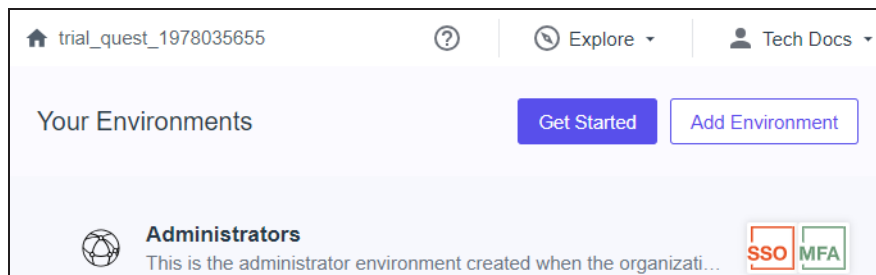 trial_quest_1978035655
Explore
Tech Docs
Your Environments
Get Started
Add Environment
Administrators
This is the administrator environment created when the organizati...
SSO
MFA